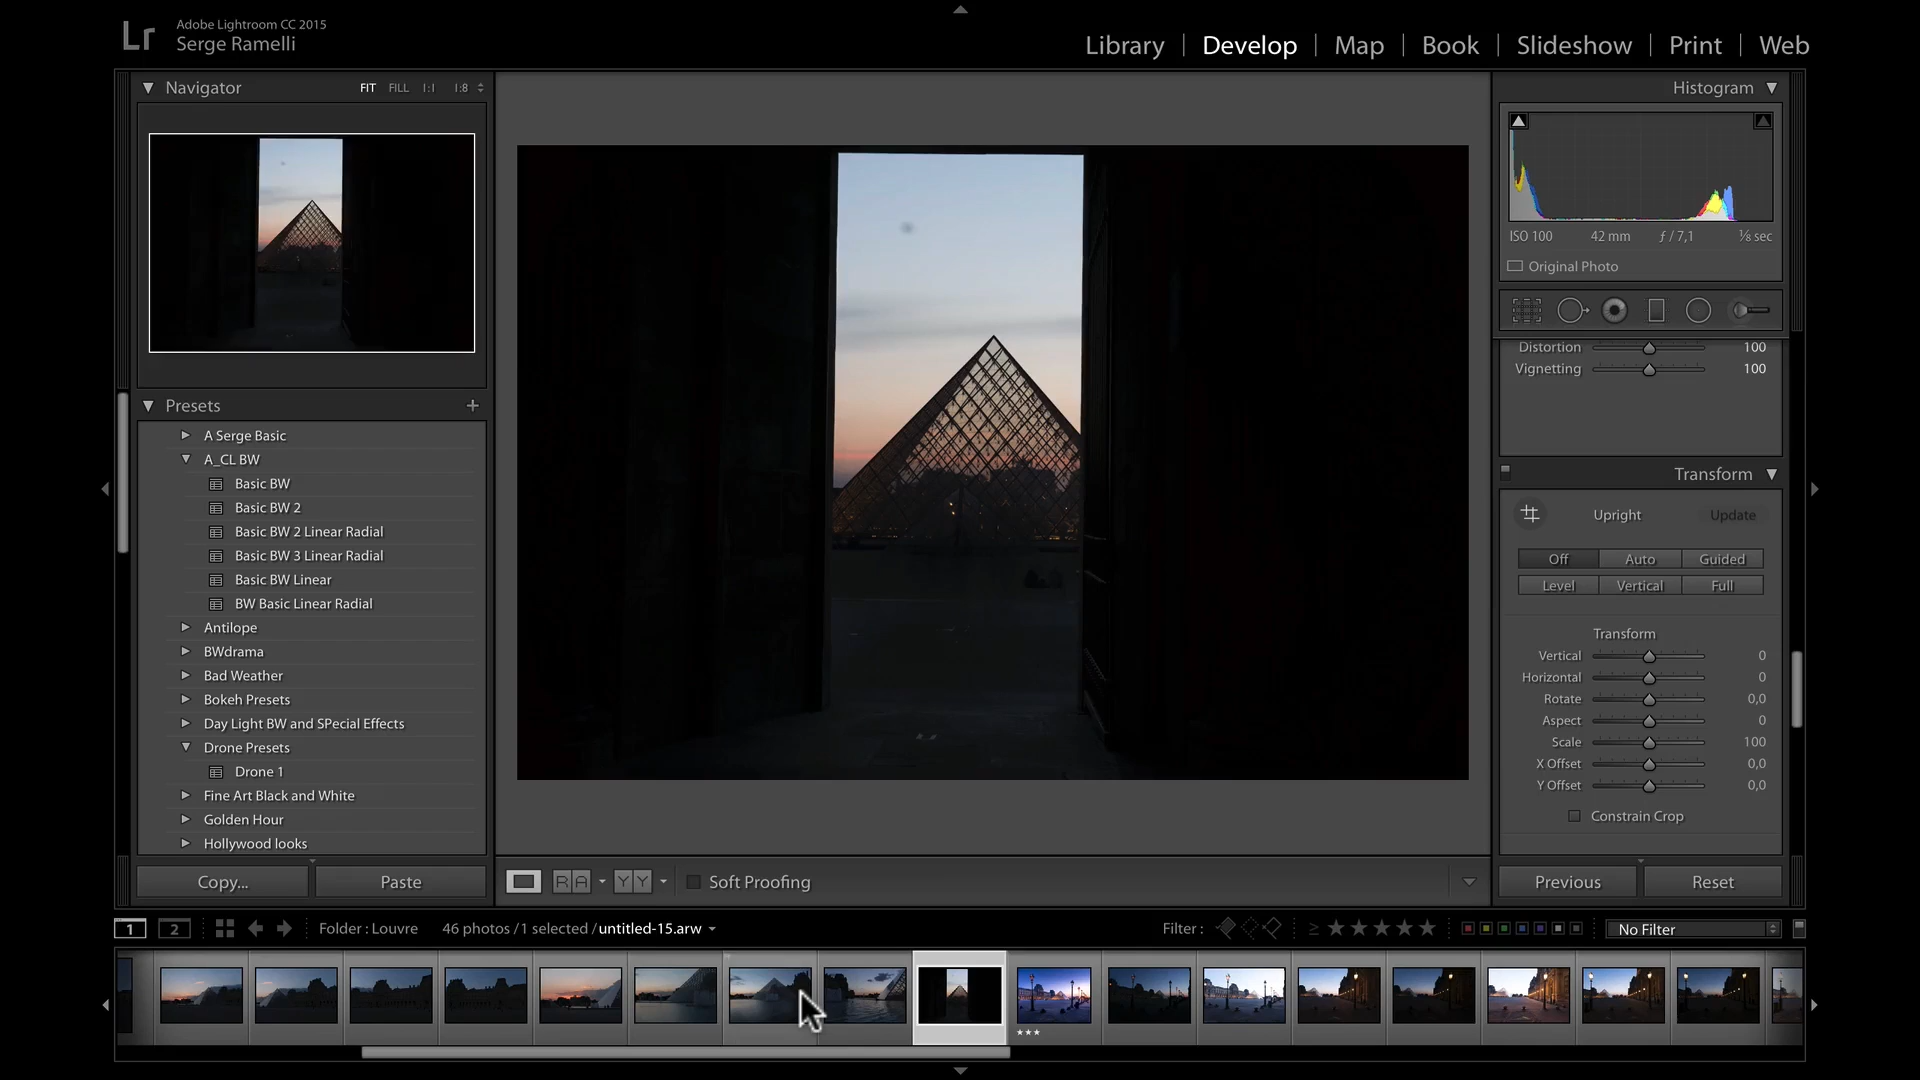 Lr
Adobe Lightroom CC 2015
Serge Ramelli
Library | Develop | Map | Book | Slideshow | Print | Web
Navigator FIT FILL 1:1 1:8
Histogram
ISO 100 42 mm ƒ / 7,1 ⅛ sec
Original Photo
Distortion 100
Vignetting 100
Presets +
A Serge Basic
A_CL BW
Basic BW
Basic BW 2
Basic BW 2 Linear Radial
Basic BW 3 Linear Radial
Basic BW Linear
BW Basic Linear Radial
Antilope
BWdrama
Bad Weather
Bokeh Presets
Day Light BW and SPecial Effects
Drone Presets
Drone 1
Fine Art Black and White
Golden Hour
Hollywood looks
Transform
Upright Update
Off Auto Guided
Level Vertical Full
Transform
Vertical 0
Horizontal 0
Rotate 0,0
Aspect 0
Scale 100
X Offset 0,0
Y Offset 0,0
Constrain Crop
Copy... Paste
R A Y Y Soft Proofing
Previous Reset
1 2 Folder : Louvre 46 photos / 1 selected / untitled-15.arw
Filter : ≥ No Filter